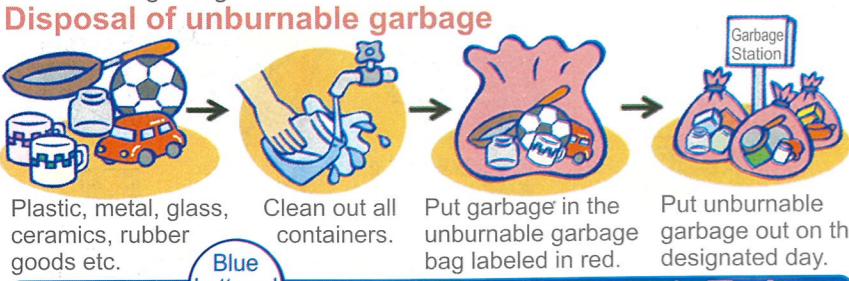 Disposal of unburnable garbage
Garbage
Station
Plastic, metal, glass,
ceramics, rubber
goods etc.
Clean out all
containers.
Put garbage in the
unburnable garbage
bag labeled in red.
Put unburnable
garbage out on th
designated day.
Blue